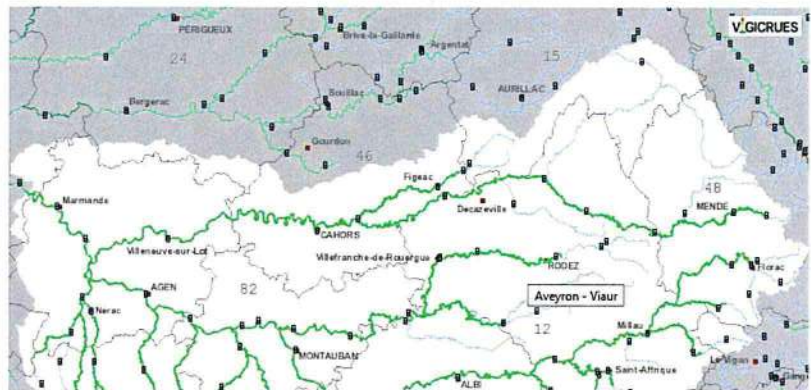 VIGICRUES
PÉRIGUEUX
Brive-la-Gaillarde
Argentat
24
15
Bergerac
Souillac
AURILLAC
Gourdon
46
Figeac
48
Marmande
Decazeville
MENDE
CAHORS
Villeneuve-sur-Lot
Villefranche-de-Rouergue
RODEZ
Florac
AGEN
82
Aveyron - Viaur
Nerac
12
Millau
MONTAUBAN
Le Vigan
Saint-Affrique
ALBI